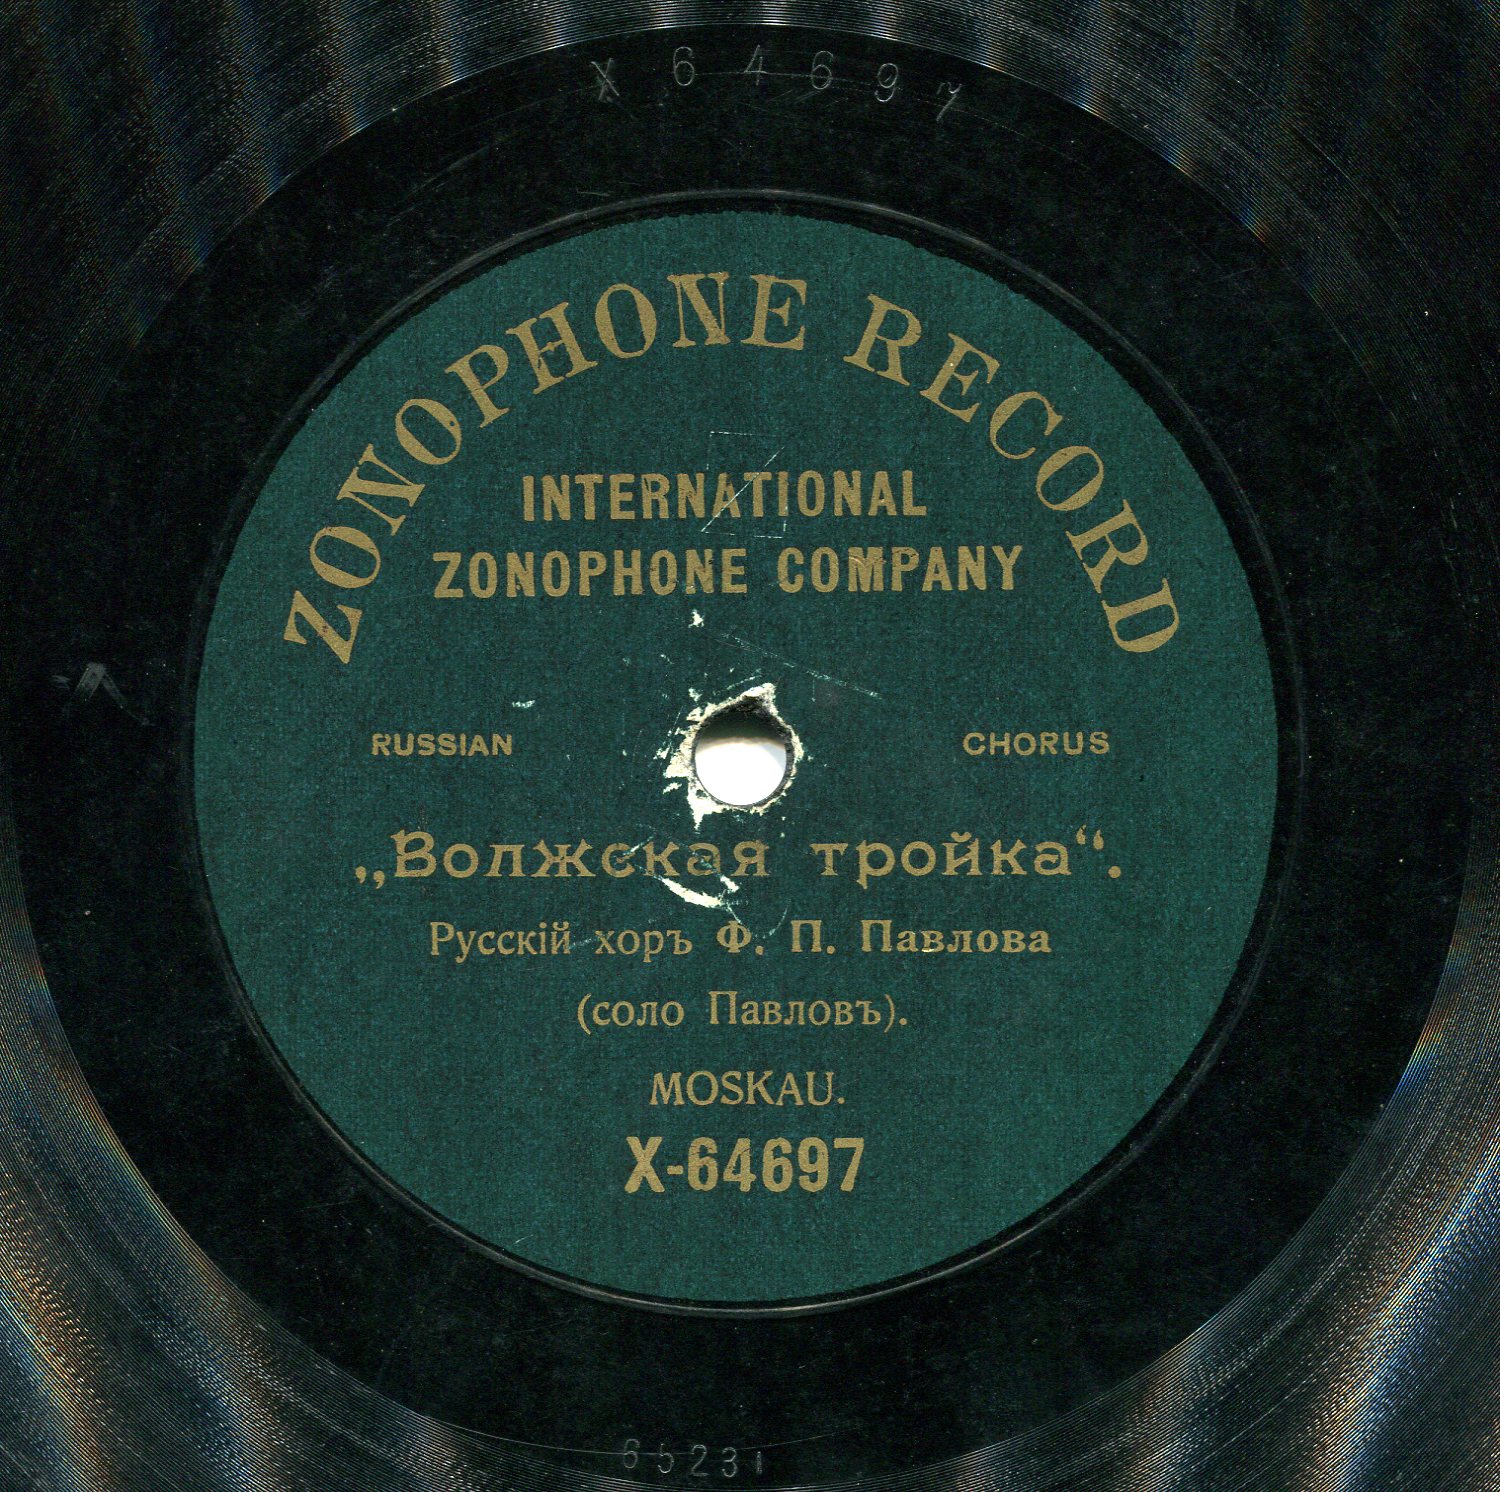 X 64697
ZONOPHONE RECORD
INTERNATIONAL
ZONOPHONE COMPANY
RUSSIAN CHORUS
„Волжская тройка“.
Русскій хоръ Ф. П. Павлова
(соло Павловъ).
MOSKAU.
X-64697
65231